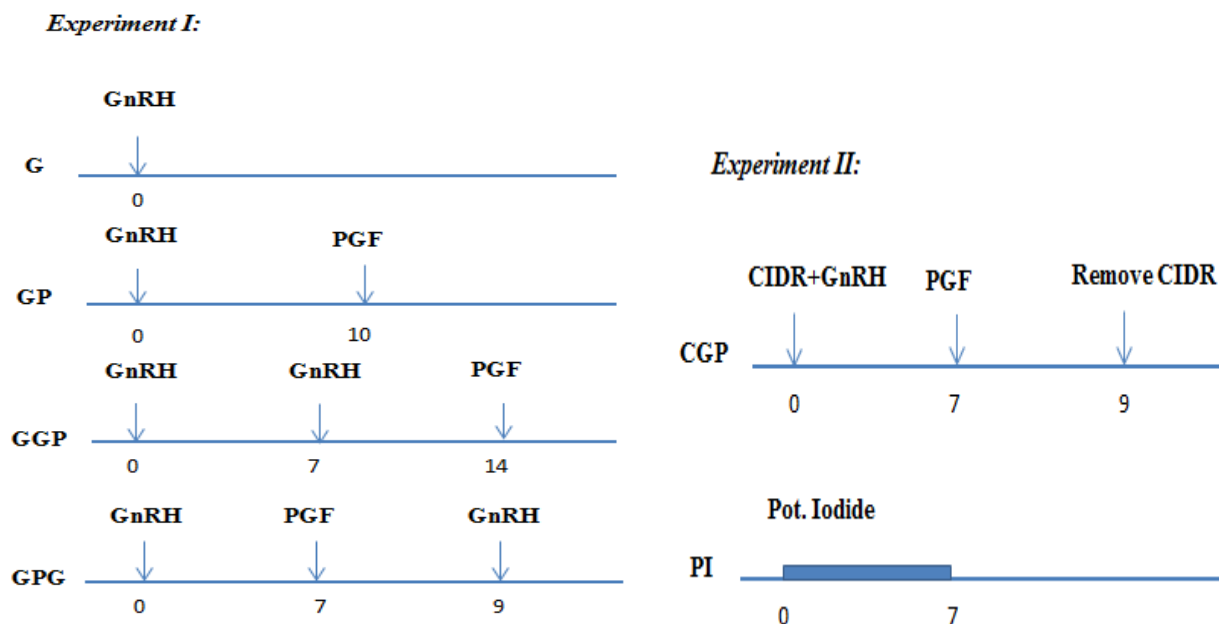 Experiment I:
GnRH
G
0
GnRH PGF
GP
0 10
GnRH GnRH PGF
GGP
0 7 14
GnRH PGF GnRH
GPG
0 7 9
Experiment II:
CIDR+GnRH PGF Remove CIDR
CGP
0 7 9
Pot. Iodide
PI
0 7